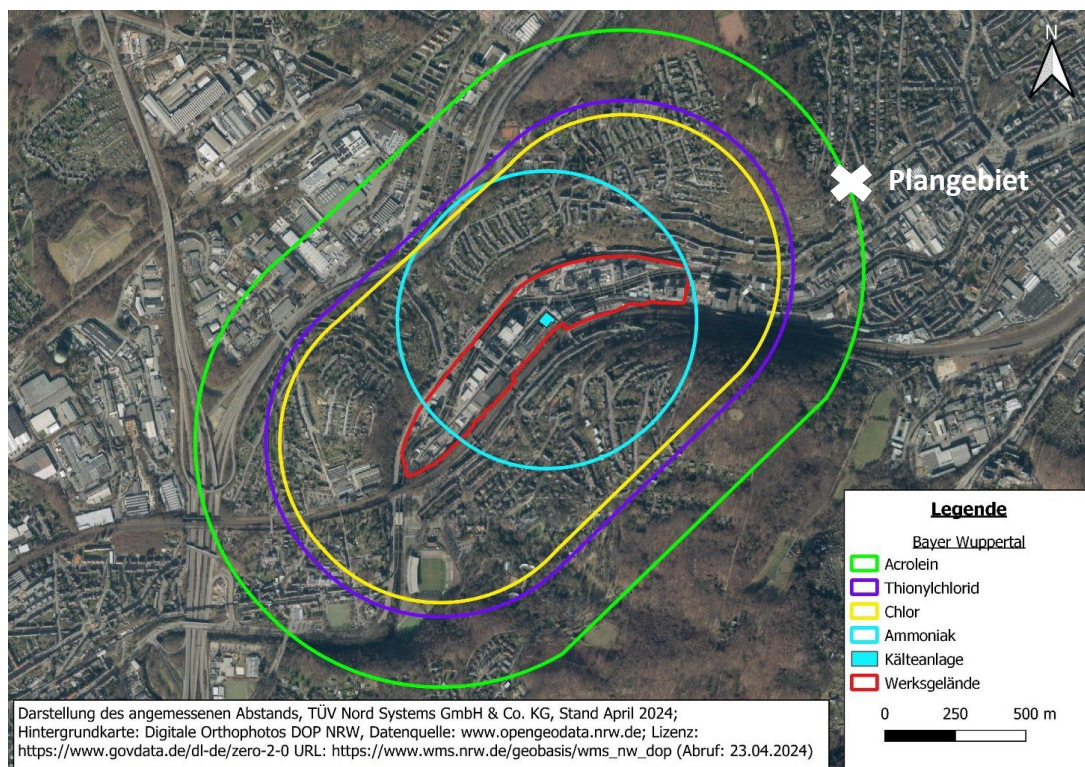 N
Plangebiet
Legende
Bayer Wuppertal
Acrolein
Thionylchlorid
Chlor
Ammoniak
Kälteanlage
Werksgelände
0 250 500 m
Darstellung des angemessenen Abstands, TÜV Nord Systems GmbH & Co. KG, Stand April 2024;
Hintergrundkarte: Digitale Orthophotos DOP NRW, Datenquelle: www.opengeodata.nrw.de; Lizenz:
https://www.govdata.de/dl-de/zero-2-0 URL: https://www.wms.nrw.de/geobasis/wms_nw_dop (Abruf: 23.04.2024)